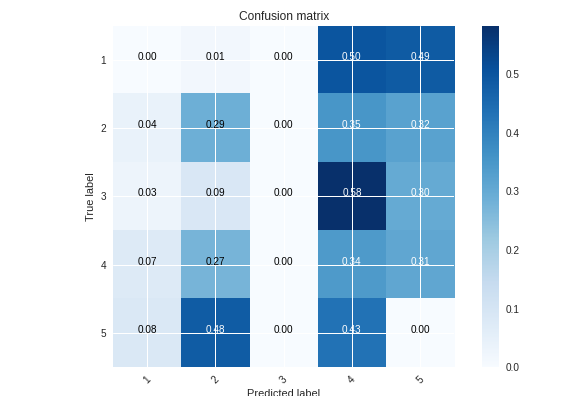 Confusion matrix
1 0.00 0.01 0.00 0.50 0.49
2 0.04 0.29 0.00 0.35 0.32
3 0.03 0.09 0.00 0.58 0.30
4 0.07 0.27 0.00 0.34 0.31
5 0.08 0.48 0.00 0.43 0.00
True label
1 2 3 4 5
Predicted label
0.5
0.4
0.3
0.2
0.1
0.0